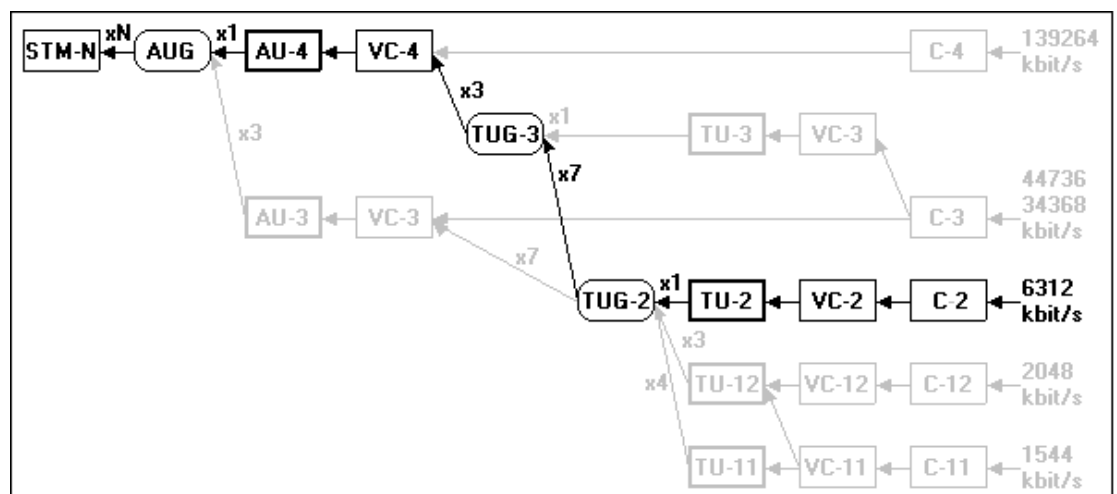 xN
x1
STM-N
AUG
AU-4
VC-4
C-4
139264
kbit/s
x3
x1
x3
TUG-3
TU-3
VC-3
x7
44736
34368
kbit/s
AU-3
VC-3
C-3
x7
x1
TUG-2
TU-2
VC-2
C-2
6312
kbit/s
x3
x4
TU-12
VC-12
C-12
2048
kbit/s
TU-11
VC-11
C-11
1544
kbit/s